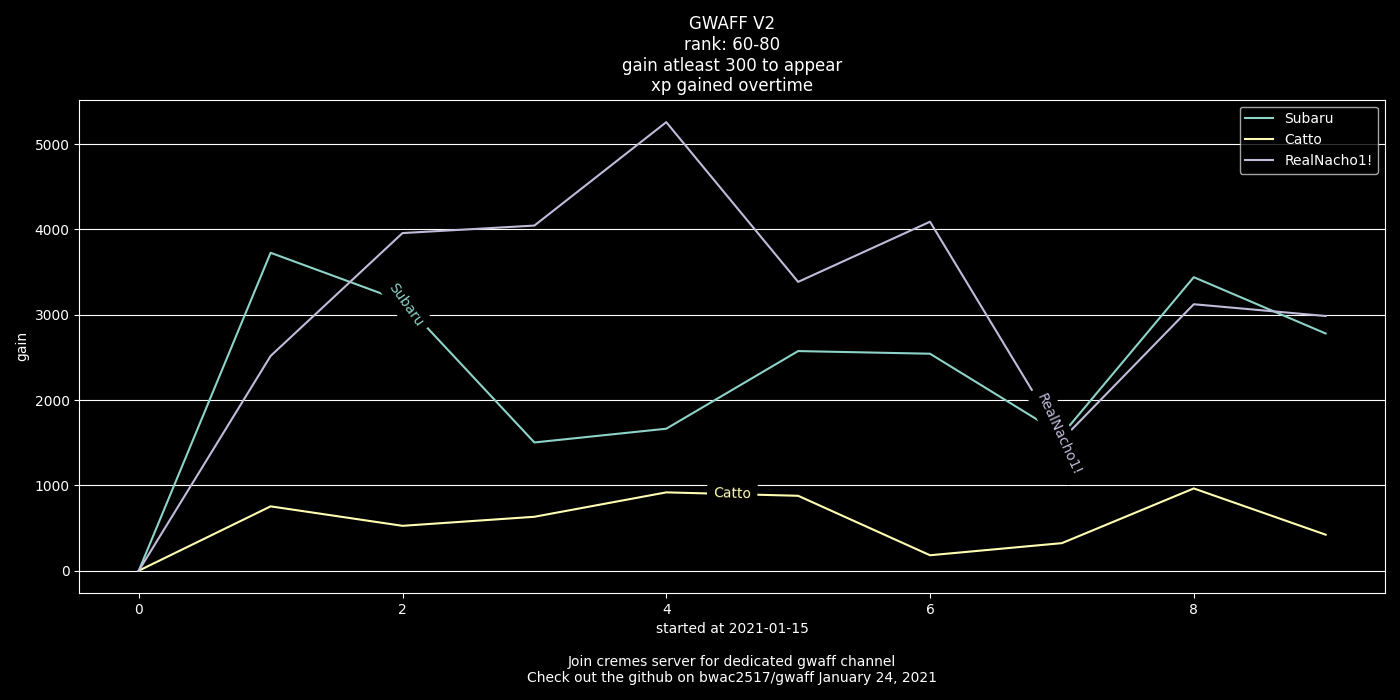 GWAFF V2
rank: 60-80
gain atleast 300 to appear
xp gained overtime
Subaru
Catto
RealNacho1!
5000
4000
3000
2000
1000
0
gain
Subaru
Catto
RealNacho1!
0
2
4
6
8
started at 2021-01-15
Join cremes server for dedicated gwaff channel
Check out the github on bwac2517/gwaff January 24, 2021